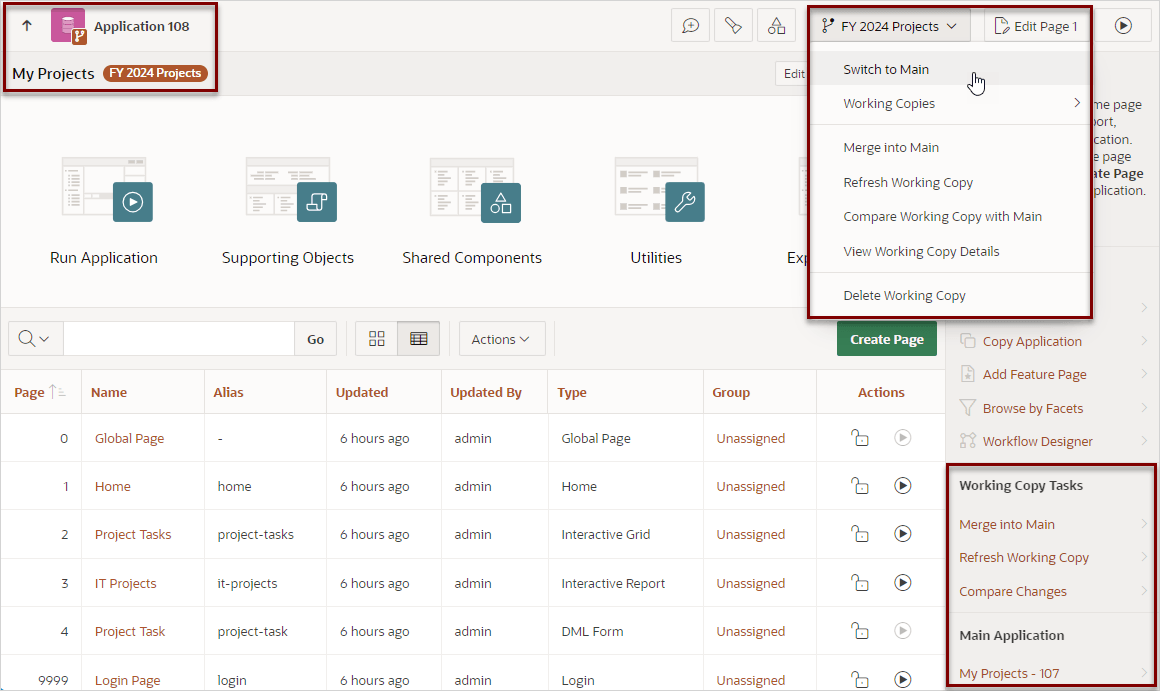 Application 108
FY 2024 Projects
Edit Page 1
My Projects FY 2024 Projects
Edit
Switch to Main
Working Copies
Merge into Main
Refresh Working Copy
Compare Working Copy with Main
View Working Copy Details
Delete Working Copy
page
cation.
page
Page
Run Application
Supporting Objects
Shared Components
Utilities
Go
Actions
Create Page
Page
Name
Alias
Updated
Updated By
Type
Group
Actions
0 Global Page - 6 hours ago admin Global Page Unassigned
1 Home home 6 hours ago admin Home Unassigned
2 Project Tasks project-tasks 6 hours ago admin Interactive Grid Unassigned
3 IT Projects it-projects 6 hours ago admin Interactive Report Unassigned
4 Project Task project-task 6 hours ago admin DML Form Unassigned
9999 Login Page login 6 hours ago admin Login Unassigned
Copy Application
Add Feature Page
Browse by Facets
Workflow Designer
Working Copy Tasks
Merge into Main
Refresh Working Copy
Compare Changes
Main Application
My Projects - 107